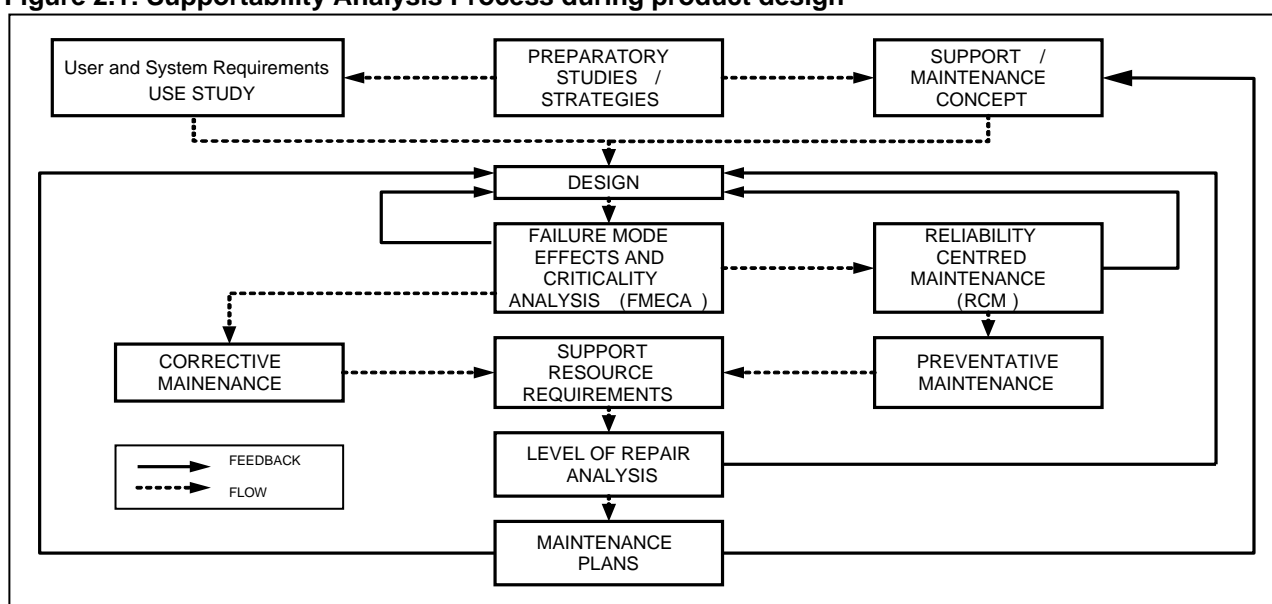 Figure 2.1: Supportability Analysis Process during product design
User and System Requirements
USE STUDY
PREPARATORY
STUDIES /
STRATEGIES
SUPPORT /
MAINTENANCE
CONCEPT
DESIGN
FAILURE MODE
EFFECTS AND
CRITICALITY
ANALYSIS (FMECA )
RELIABILITY
CENTRED
MAINTENANCE
(RCM )
CORRECTIVE
MAINENANCE
SUPPORT
RESOURCE
REQUIREMENTS
PREVENTATIVE
MAINTENANCE
FEEDBACK
FLOW
LEVEL OF REPAIR
ANALYSIS
MAINTENANCE
PLANS